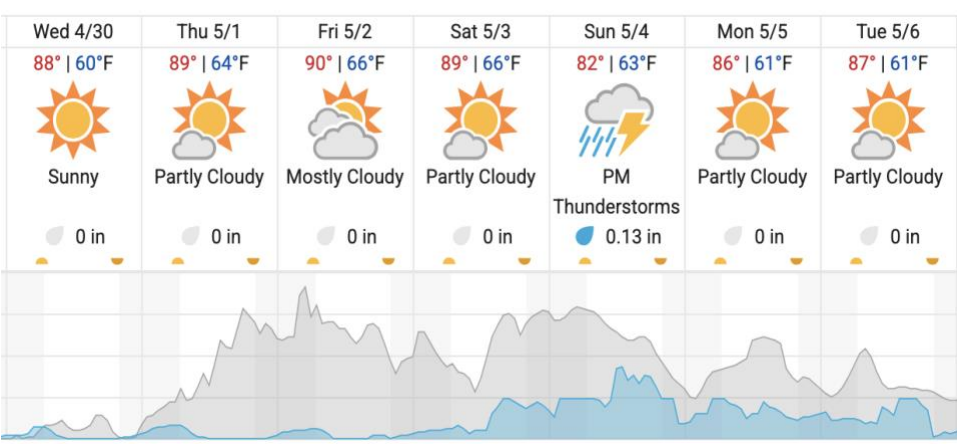 Wed 4/30 Thu 5/1 Fri 5/2 Sat 5/3 Sun 5/4 Mon 5/5 Tue 5/6
88° | 60°F 89° | 64°F 90° | 66°F 89° | 66°F 82° | 63°F 86° | 61°F 87° | 61°F
Sunny Partly Cloudy Mostly Cloudy Partly Cloudy PM Partly Cloudy Partly Cloudy
Thunderstorms
0 in 0 in 0 in 0 in 0.13 in 0 in 0 in